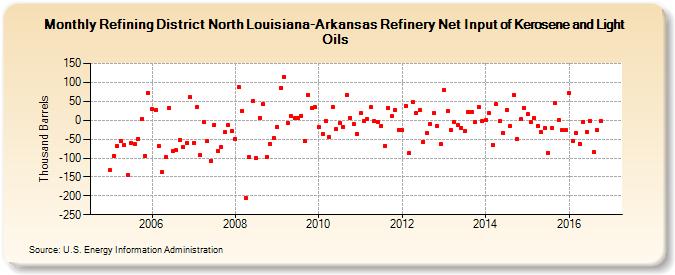 Monthly Refining District North Louisiana-Arkansas Refinery Net Input of Kerosene and Light
Oils
Thousand Barrels
150
100
50
0
-50
-100
-150
-200
-250
2006 2008 2010 2012 2014 2016
Source: U.S. Energy Information Administration